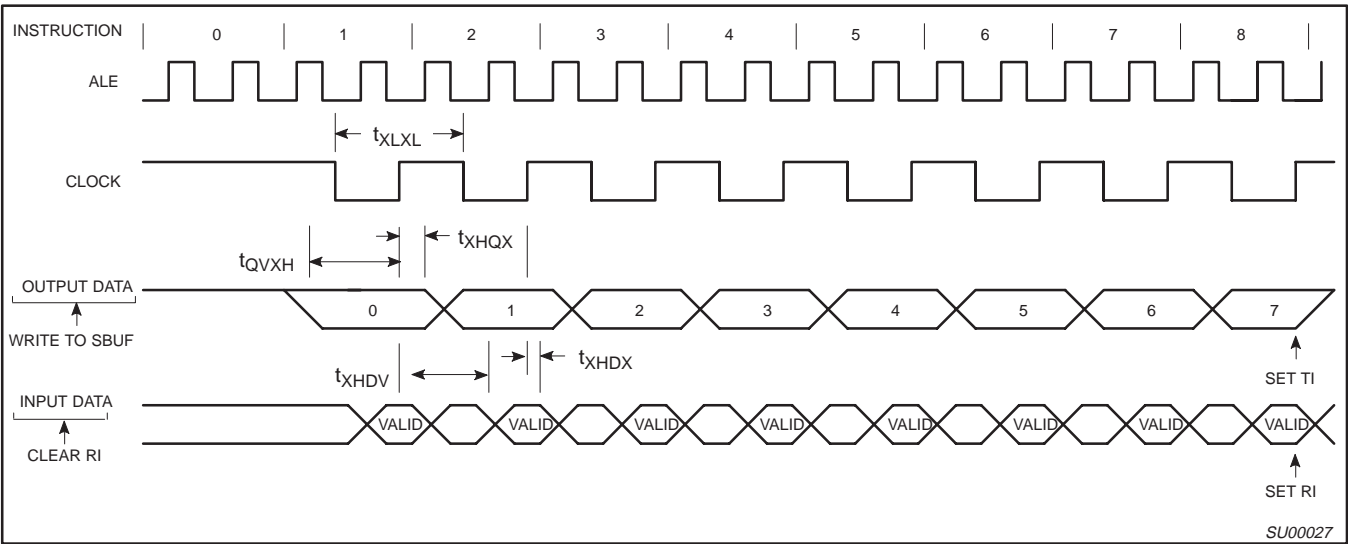 INSTRUCTION 0 1 2 3 4 5 6 7 8
ALE
tXLXL
CLOCK
tXHQX
tQVXH
OUTPUT DATA
0 1 2 3 4 5 6 7
WRITE TO SBUF
tXHDX
tXHDV
SET TI
INPUT DATA
VALID VALID VALID VALID VALID VALID VALID VALID
CLEAR RI
SET RI
SU00027